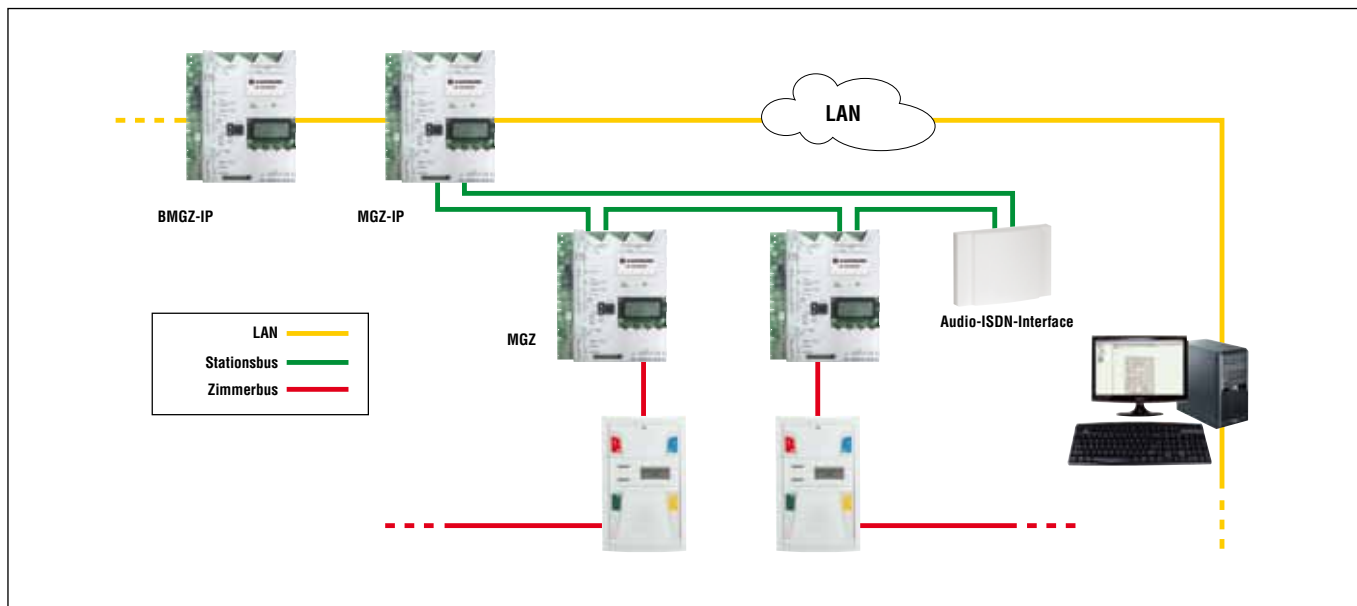 LAN
BMGZ-IP
MGZ-IP
MGZ
Audio-ISDN-Interface
LAN
Stationsbus
Zimmerbus